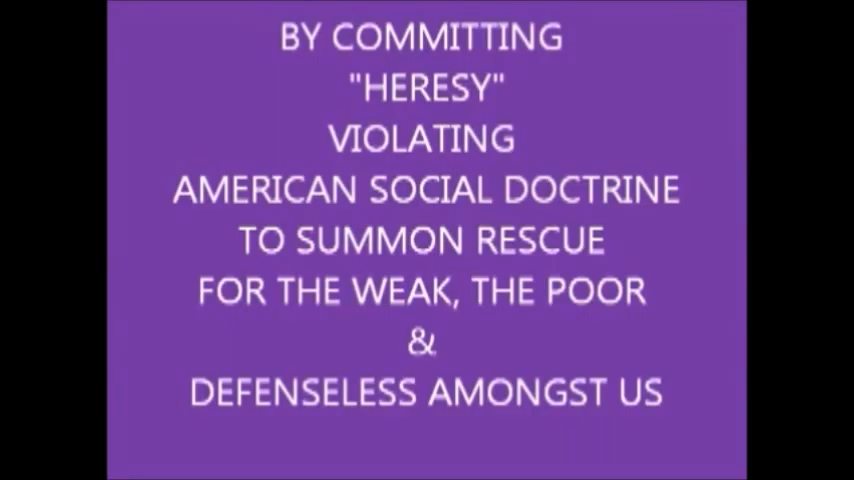 BY COMMITTING
"HERESY"
VIOLATING
AMERICAN SOCIAL DOCTRINE
TO SUMMON RESCUE
FOR THE WEAK, THE POOR
&
DEFENSELESS AMONGST US